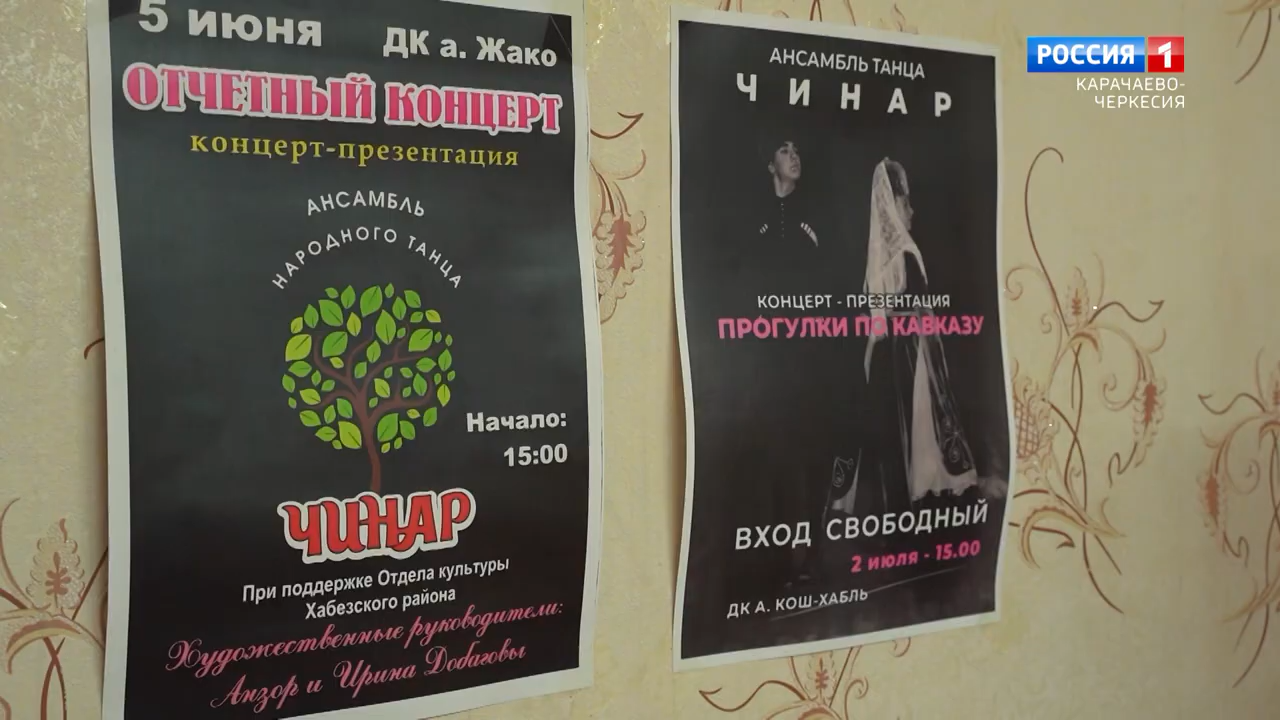 5 июня ДК а. Жако
ОТЧЕТНЫЙ КОНЦЕРТ
концерт-презентация
АНСАМБЛЬ
НАРОДНОГО ТАНЦА
Начало:
15:00
ЧИНАР
При поддержке Отдела культуры
Хабезского района
Художественные руководители:
Анзор и Ирина Добаговы
АНСАМБЛЬ ТАНЦА
ЧИНАР
КОНЦЕРТ - ПРЕЗЕНТАЦИЯ
ПРОГУЛКИ ПО КАВКАЗУ
ВХОД СВОБОДНЫЙ
2 июля - 15.00
ДК А. КОШ-ХАБЛЬ
РОССИЯ 1
КАРАЧАЕВО-
ЧЕРКЕСИЯ